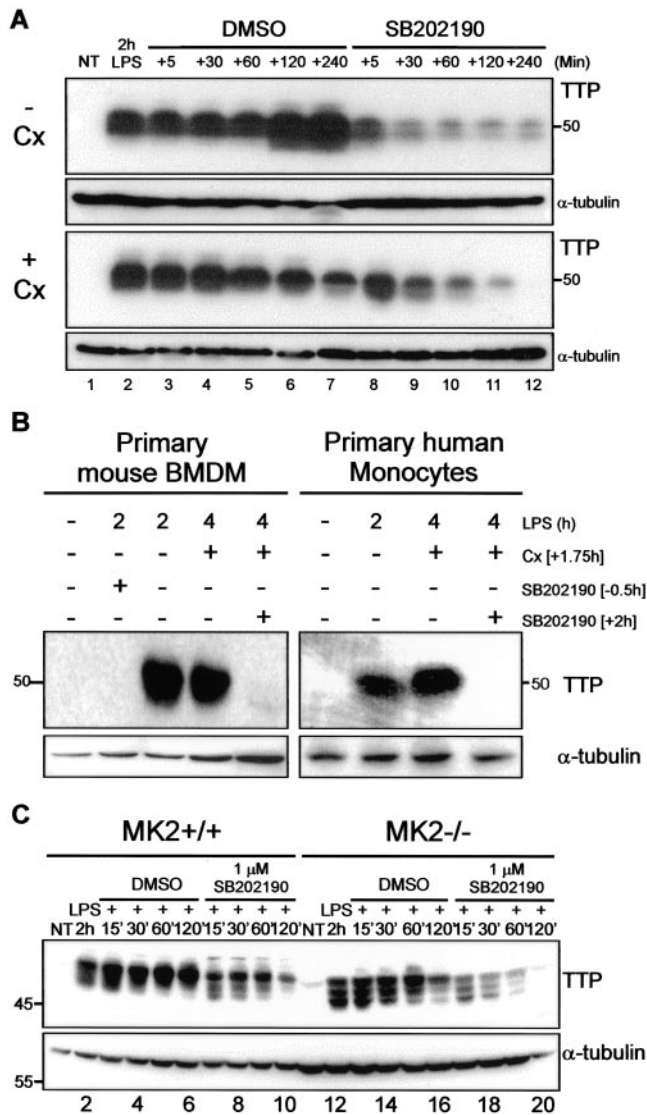 A
DMSO SB202190
NT 2h LPS +5 +30 +60 +120 +240 +5 +30 +60 +120 +240 (Min)
- Cx TTP
50
α-tubulin
+ Cx TTP
50
α-tubulin
1 2 3 4 5 6 7 8 9 10 11 12
B
Primary mouse BMDM Primary human Monocytes
- 2 2 4 4 - 2 4 4 LPS (h)
- - - + + - - + + Cx [+1.75h]
- + - - - - - - - SB202190 [-0.5h]
- - - - + - - - + SB202190 [+2h]
50 50 TTP
α-tubulin
C
MK2+/+ MK2-/-
DMSO 1 μM SB202190 DMSO 1 μM SB202190
LPS + + + + + + + + LPS + + + + + + + +
NT 2h 15' 30' 60' 120' 15' 30' 60' 120' NT 2h 15' 30' 60' 120' 15' 30' 60' 120'
TTP
45
α-tubulin
55
2 4 6 8 10 12 14 16 18 20